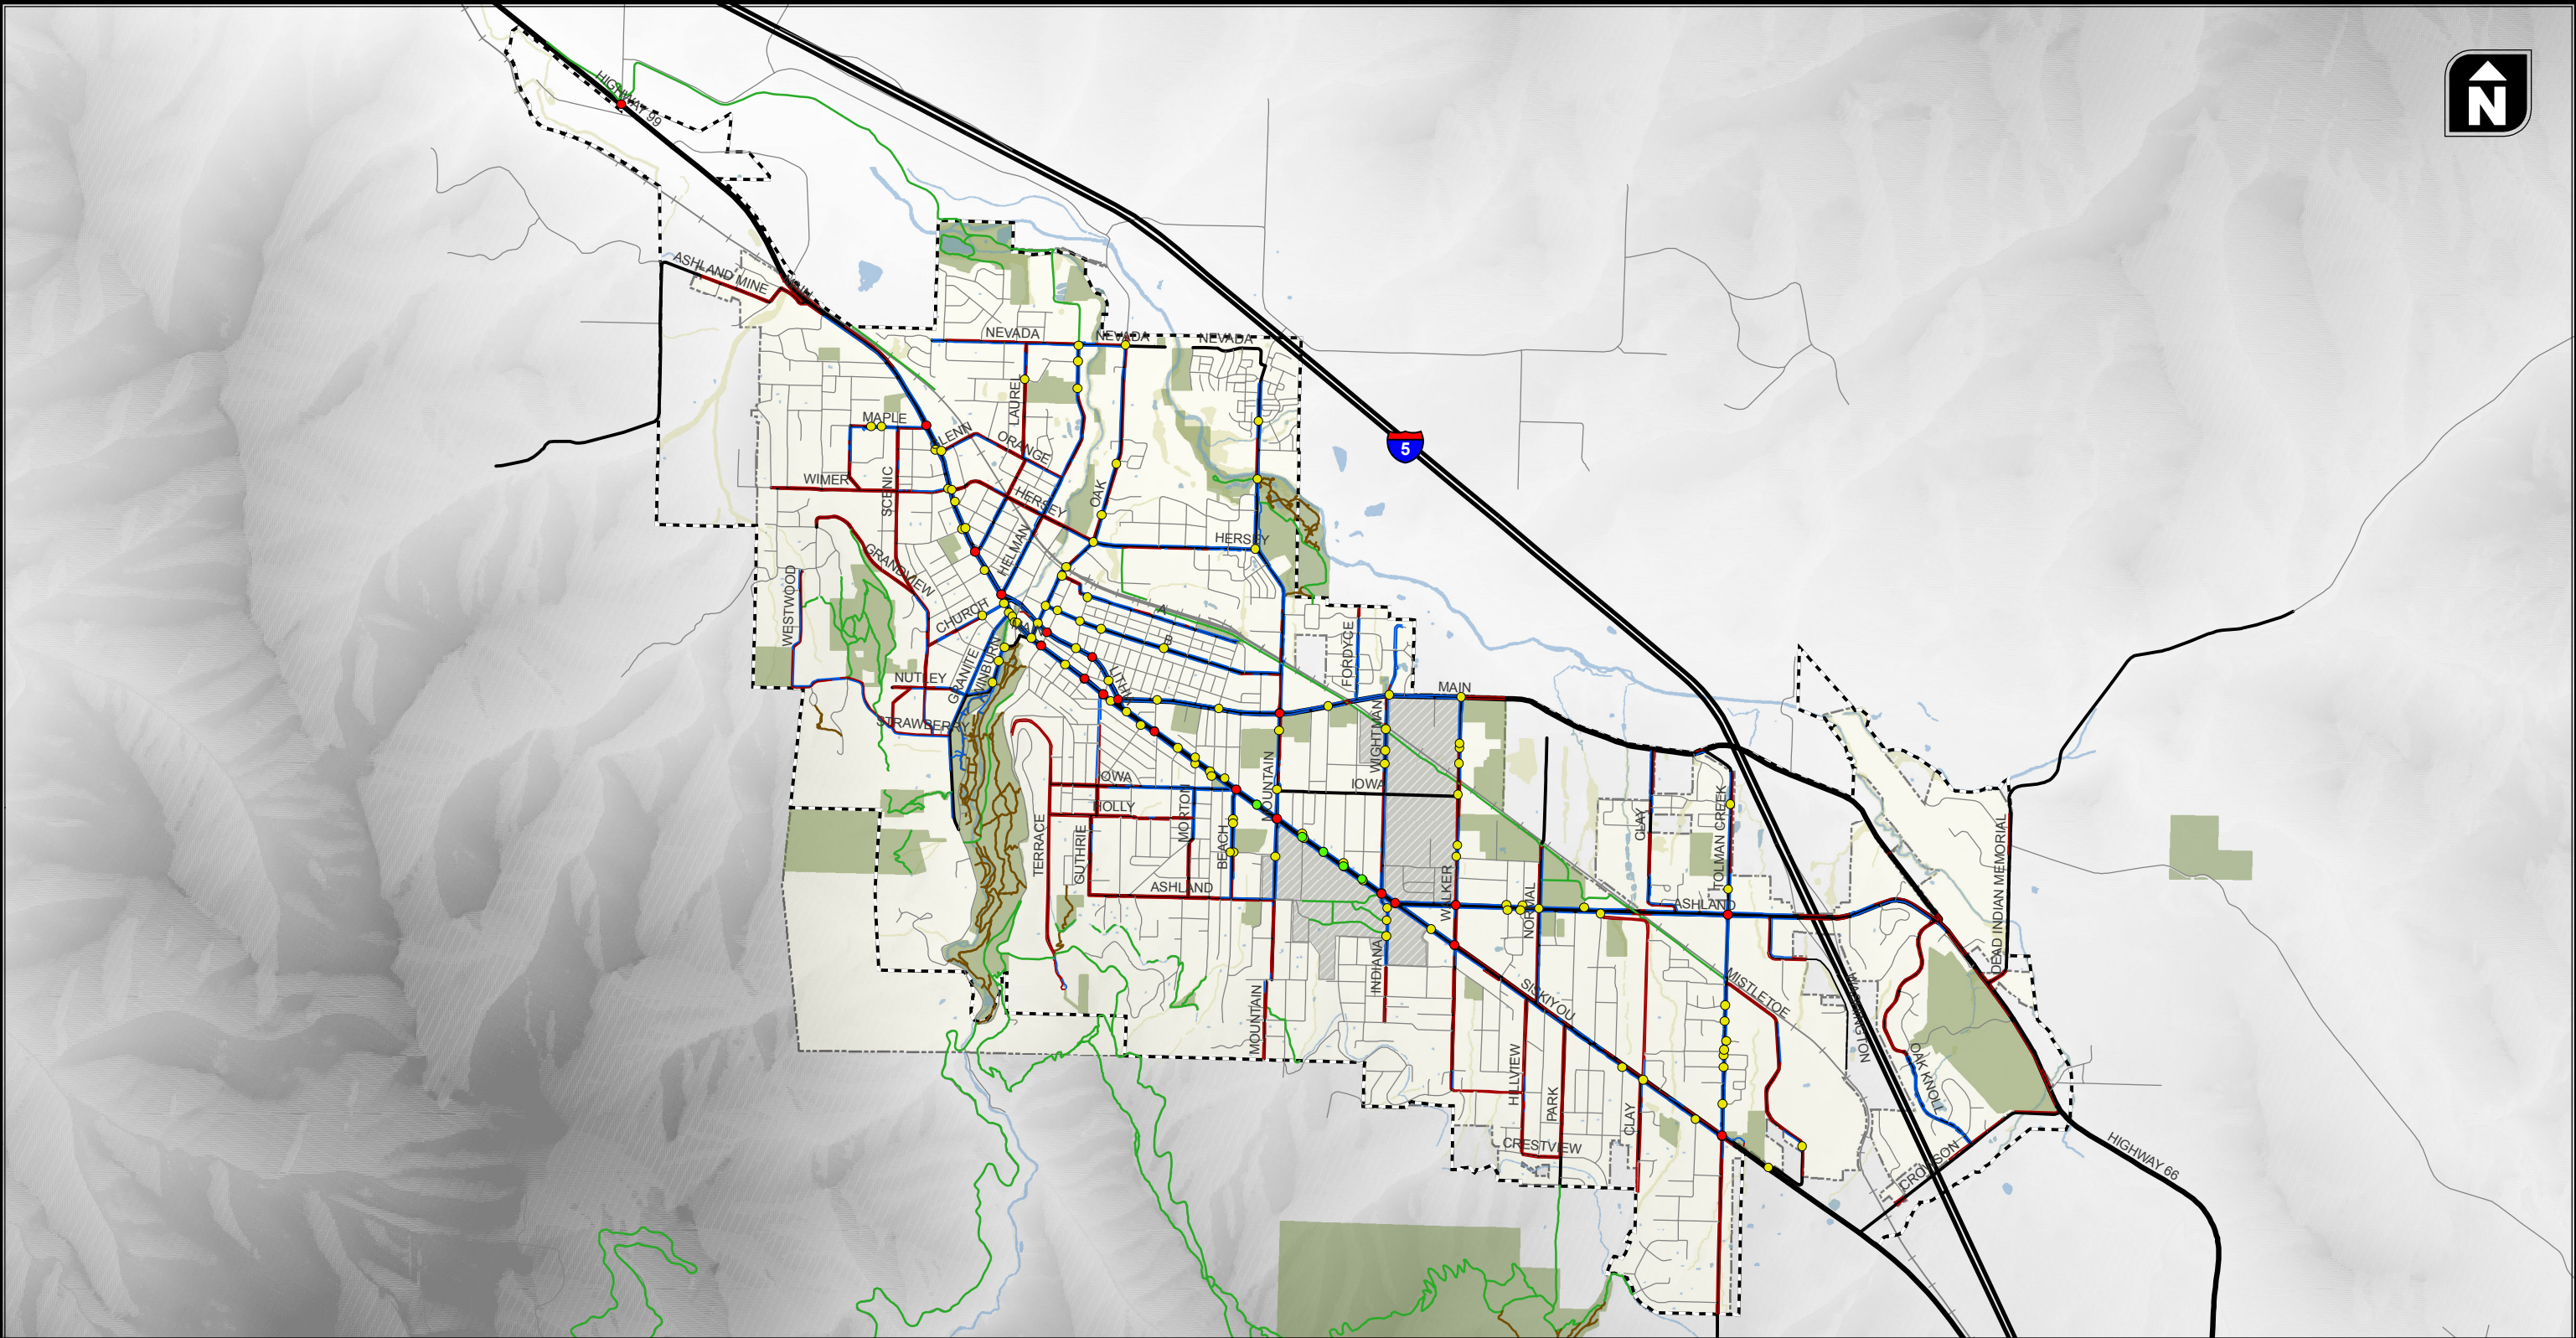 HIGHWAY 99
N
ASHLAND MINE
NEVADA
NEVADA
NEVADA
LAUREL
MAPLE
GLENN
ORANGE
5
WIMER
SCENIC
HERSEY
OAK
HERSEY
HELMAN
GRANDVIEW
WESTWOOD
CHURCH
A
B
MAIN
LITHIA
FORDYCE
GRANITE
WINBURN
NUTLEY
STRAWBERRY
MAIN
WIGHTMAN
MOUNTAIN
IOWA
IOWA
HOLLY
MORTON
BEACH
TERRACE
GUTHRIE
ASHLAND
CLAY
TOLMAN CREEK
DEAD INDIAN MEMORIAL
WALKER
NORMAL
ASHLAND
INDIANA
SISKIYOU
MISTLETOE
WASHINGTON
MOUNTAIN
HILLVIEW
PARK
CLAY
OAK KNOLL
CRESTVIEW
CROWSON
HIGHWAY 66